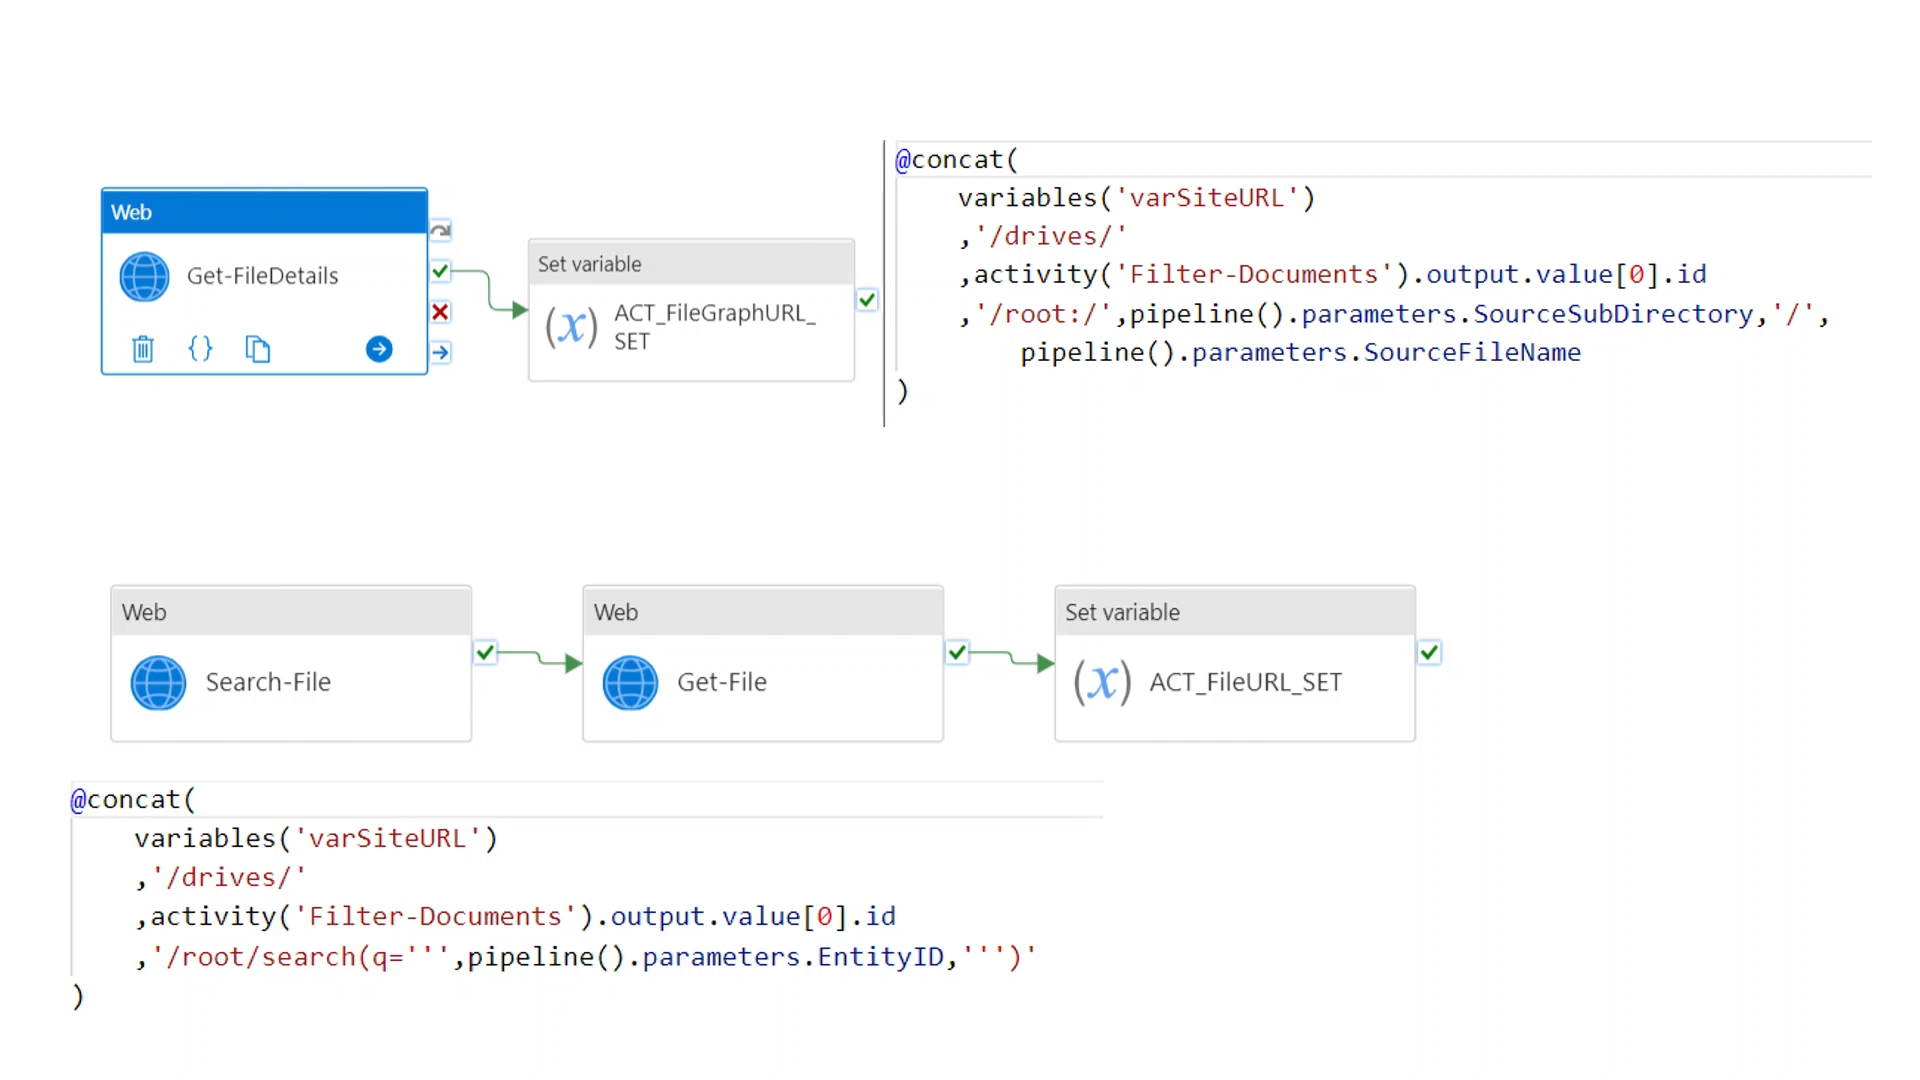 Web
Get-FileDetails
{}
Set variable
(x)
ACT_FileGraphURL_
SET
@concat(
variables('varSiteURL')
,'/drives/'
,activity('Filter-Documents').output.value[0].id
,'/root:/',pipeline().parameters.SourceSubDirectory,'/',
pipeline().parameters.SourceFileName
)
Web
Search-File
Web
Get-File
Set variable
(x)
ACT_FileURL_SET
@concat(
variables('varSiteURL')
,'/drives/'
,activity('Filter-Documents').output.value[0].id
,'/root/search(q=''',pipeline().parameters.EntityID,''')'
)